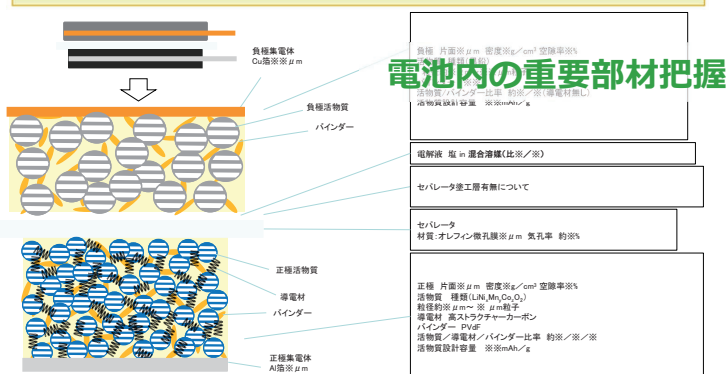 負極集電体
Cu箔※※μm
負極活物質
バインダー
負極 片面※μm 密度※g/cm³ 空隙率※%
電池内の重要部材把握
活物質/バインダー比率 約※/※(導電材無し)
活物質設計容量 ※※mAh/g
電解液 塩 in 混合溶媒(比※/※)
セパレータ塗工層有無について
セパレータ
材質:オレフィン微孔膜※μm 気孔率 約※%
正極活物質
導電材
バインダー
正極集電体
Al箔※μm
正極 片面※μm 密度※g/cm³ 空隙率※%
活物質 種類(LiNiₓMnᵧCo₂O₂)
粒径約※μm~ ※μm粒子
導電材 高ストラクチャーカーボン
バインダー PVdF
活物質/導電材/バインダー比率 約※/※/※
活物質設計容量 ※※mAh/g